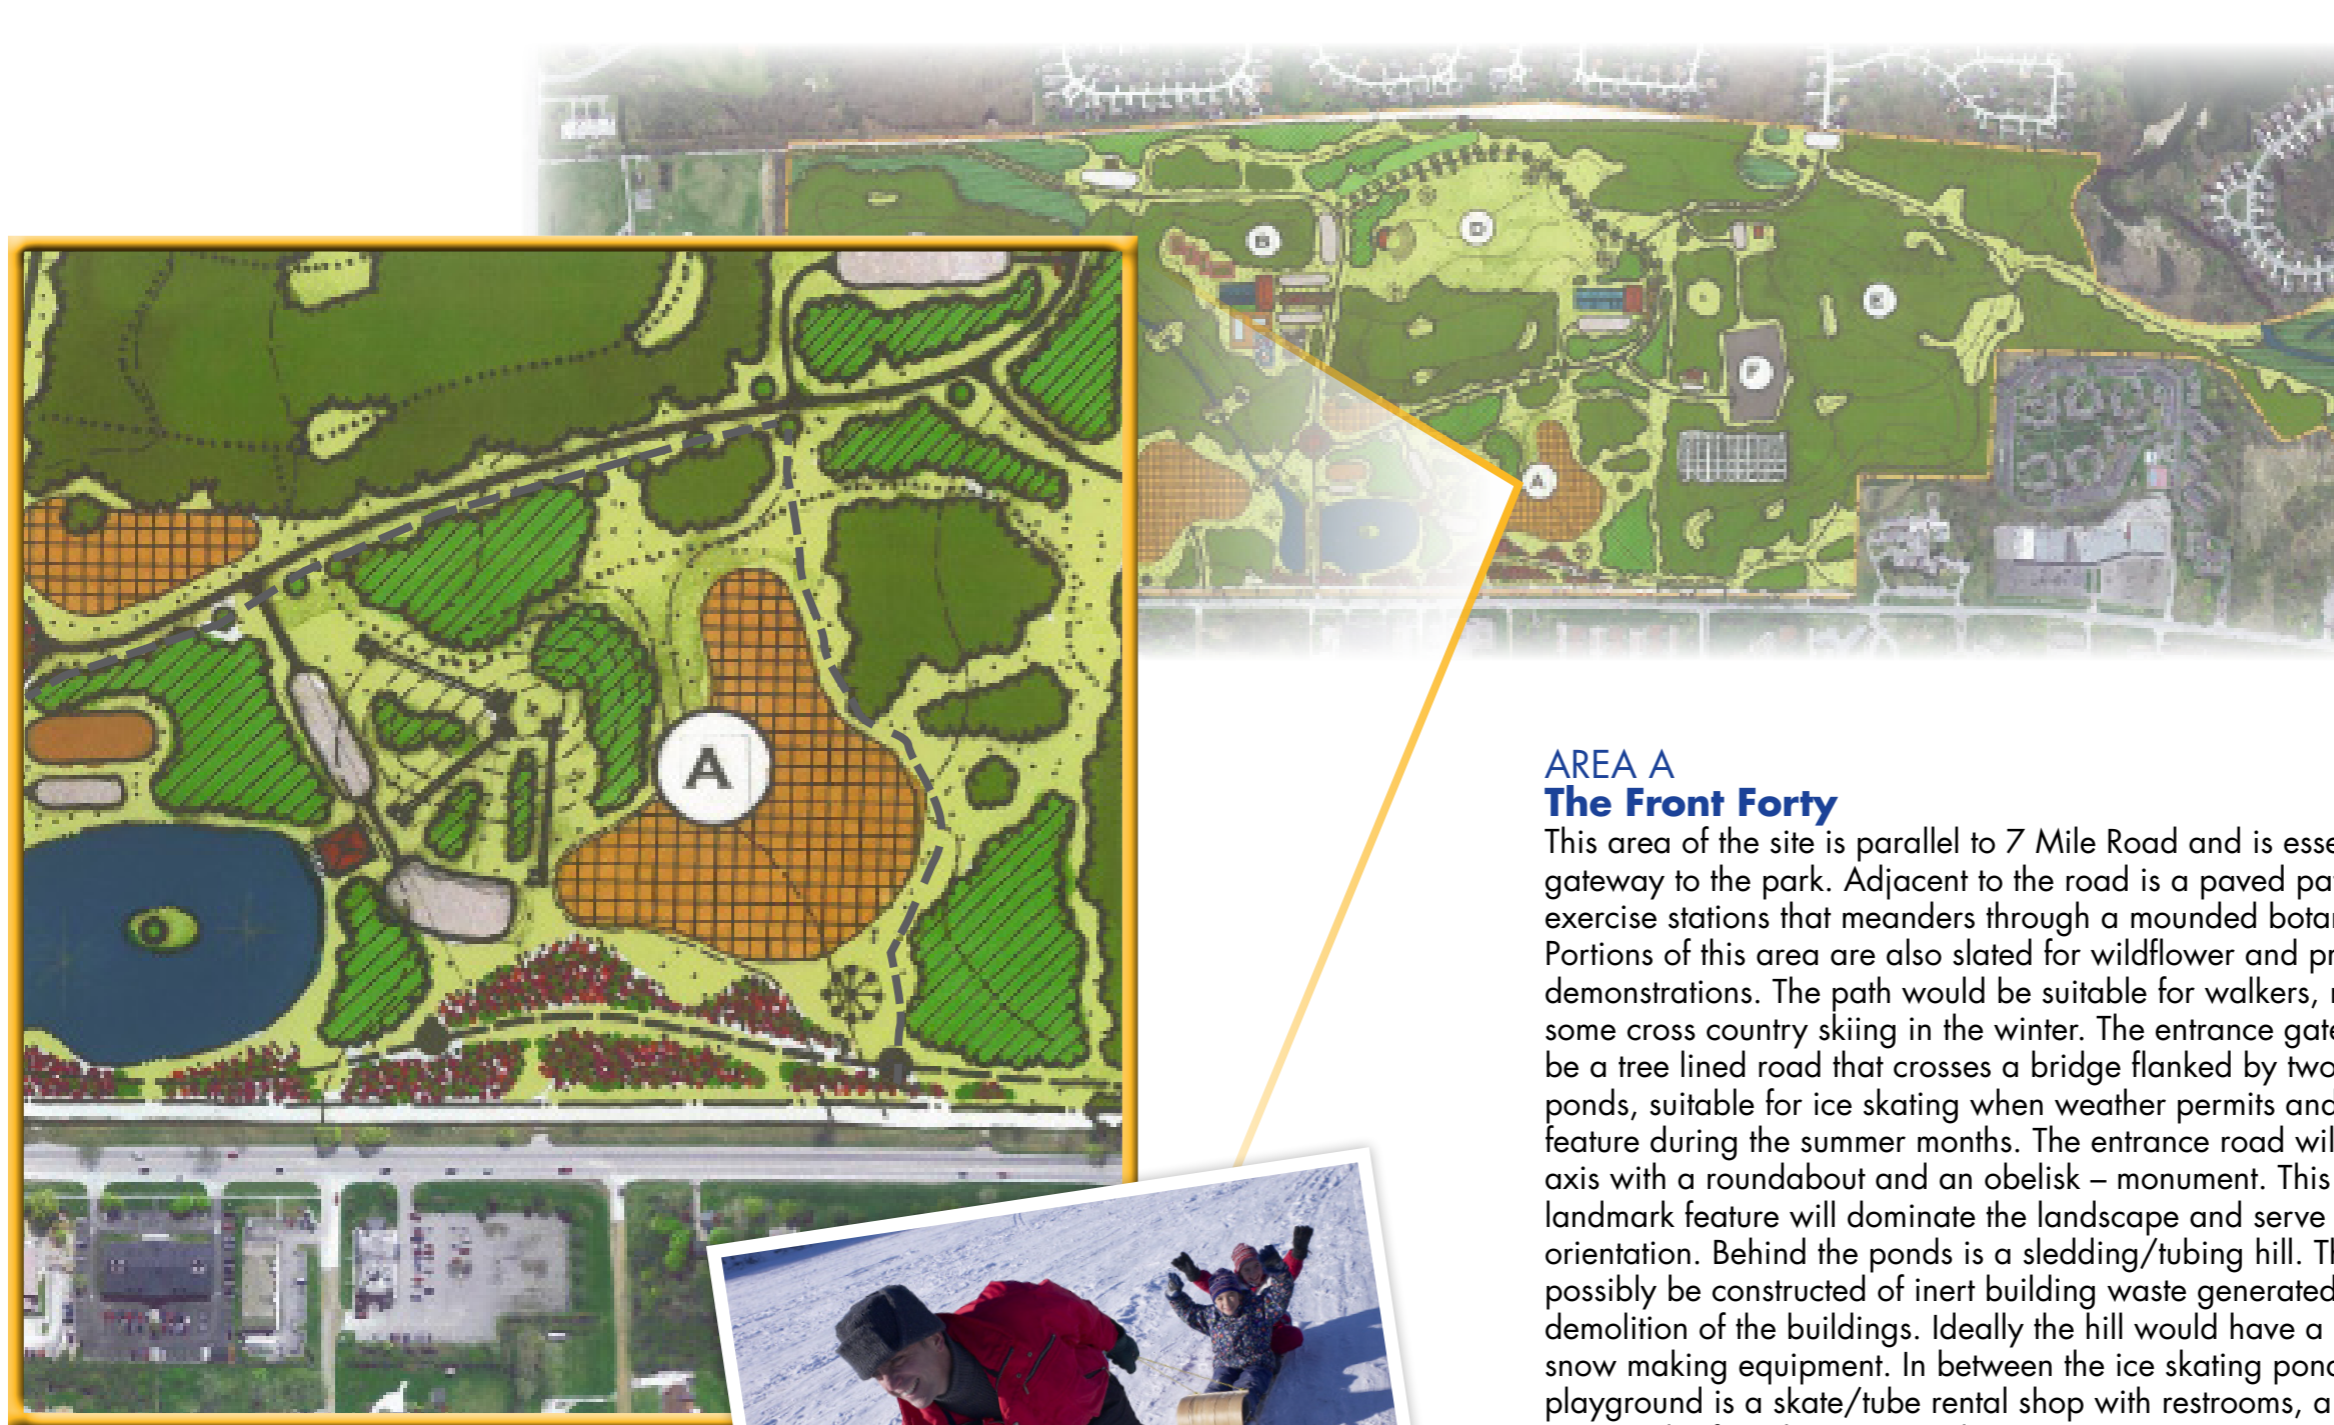 B
D
E
F
A
A
AREA A
The Front Forty
This area of the site is parallel to 7 Mile Road and is esse
gateway to the park. Adjacent to the road is a paved pa
exercise stations that meanders through a mounded botan
Portions of this area are also slated for wildflower and pr
demonstrations. The path would be suitable for walkers, r
some cross country skiing in the winter. The entrance gate
be a tree lined road that crosses a bridge flanked by two
ponds, suitable for ice skating when weather permits and
feature during the summer months. The entrance road wil
axis with a roundabout and an obelisk – monument. This
landmark feature will dominate the landscape and serve
orientation. Behind the ponds is a sledding/tubing hill. Th
possibly be constructed of inert building waste generated
demolition of the buildings. Ideally the hill would have a
snow making equipment. In between the ice skating pond
playground is a skate/tube rental shop with restrooms, a